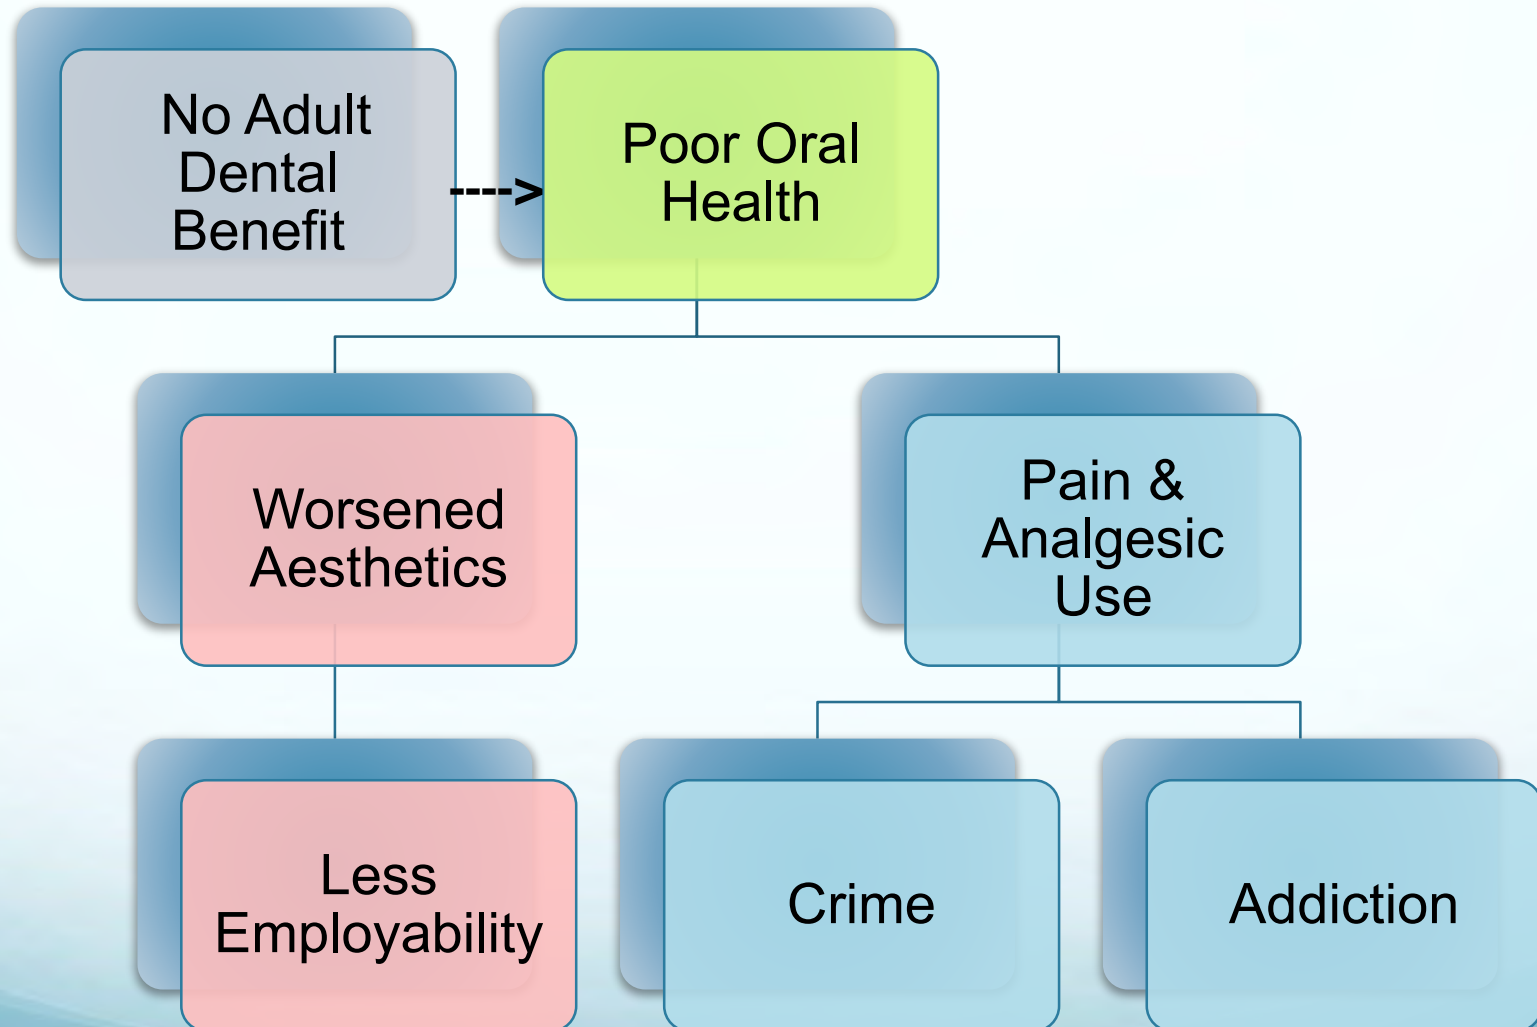 No Adult
Dental
Benefit
---->
Poor Oral
Health
Worsened
Aesthetics
Pain &
Analgesic
Use
Less
Employability
Crime
Addiction